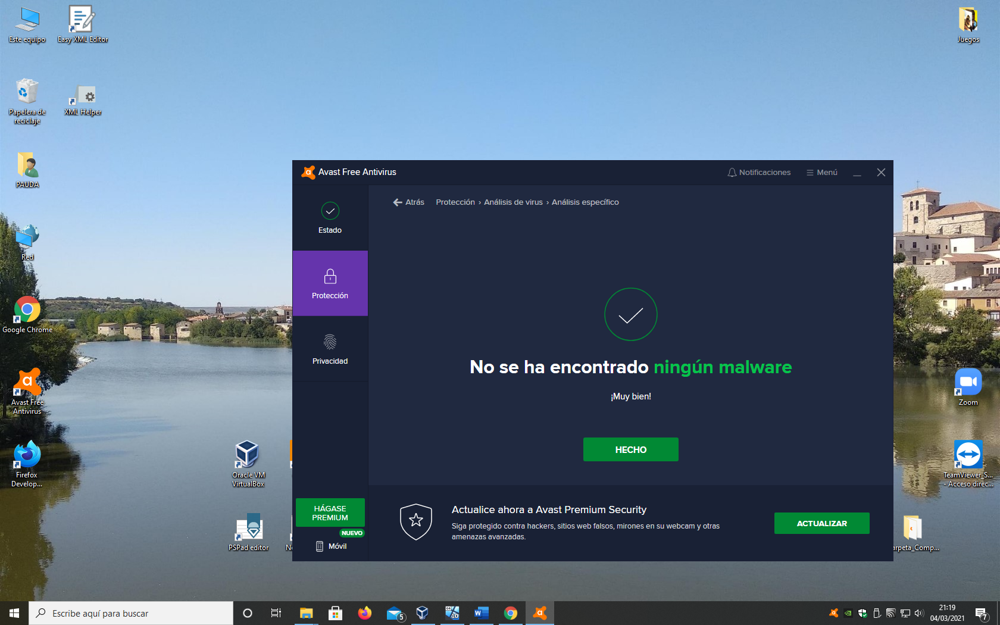 Este equipo
Easy XML Editor
Juegos
Papelera de
reciclaje
XML Helper
PAUDA
Red
Google Chrome
Avast Free
Antivirus
Firefox
Develop...
Oracle VM
VirtualBox
PSPad editor
Avast Free Antivirus
Notificaciones
Menú
Estado
Protección
Privacidad
HÁGASE
PREMIUM
NUEVO
Móvil
Atrás
Protección › Análisis de virus › Análisis específico
No se ha encontrado ningún malware
¡Muy bien!
HECHO
Actualice ahora a Avast Premium Security
Siga protegido contra hackers, sitios web falsos, mirones en su webcam y otras
amenazas avanzadas.
ACTUALIZAR
Zoom
TeamViewer_S...
- Acceso direc...
arpeta_Comp...
Escribe aquí para buscar
5
21:19
04/03/2021
7